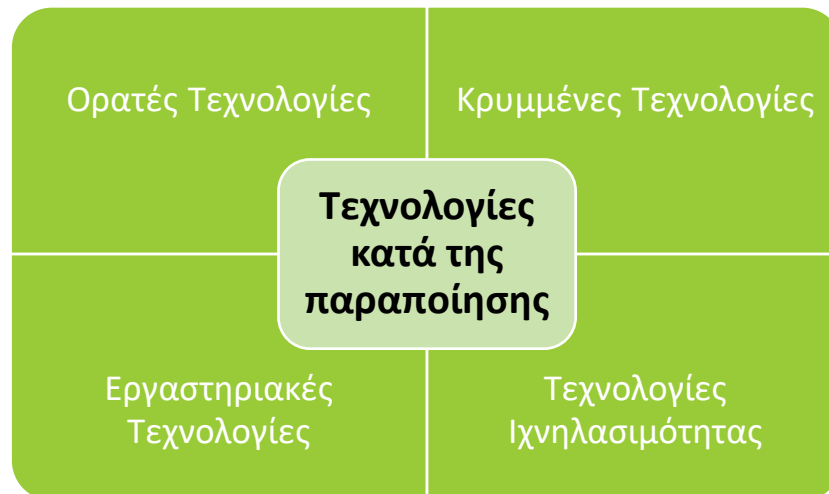 Ορατές Τεχνολογίες
Κρυμμένες Τεχνολογίες
Τεχνολογίες
κατά της
παραποίησης
Εργαστηριακές
Τεχνολογίες
Τεχνολογίες
Ιχνηλασιμότητας